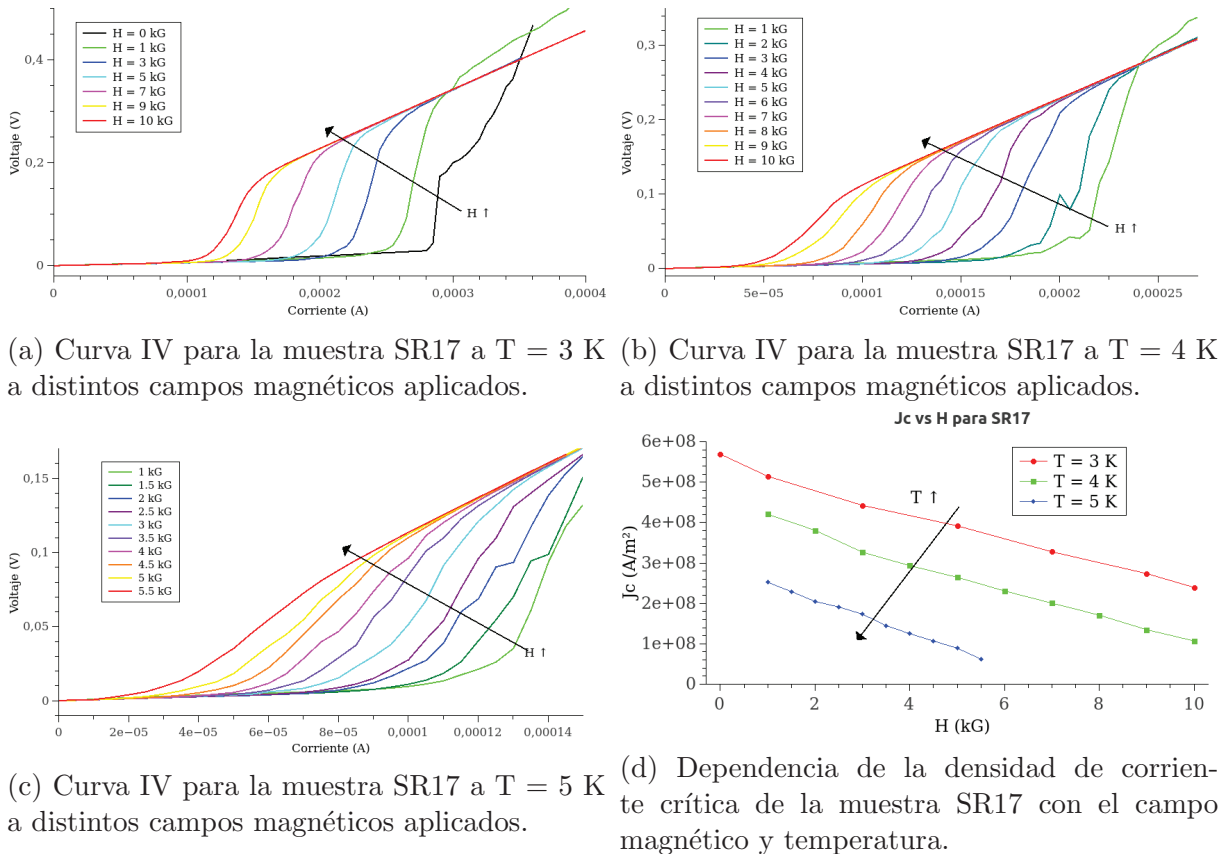 H = 0 kG
H = 1 kG
H = 3 kG
H = 5 kG
H = 7 kG
H = 9 kG
H = 10 kG
Voltaje (V)
0,4
0,2
0
H ↑
0
0,0001
0,0002
0,0003
0,0004
Corriente (A)
(a) Curva IV para la muestra SR17 a T = 3 K
a distintos campos magnéticos aplicados.
H = 1 kG
H = 2 kG
H = 3 kG
H = 4 kG
H = 5 kG
H = 6 kG
H = 7 kG
H = 8 kG
H = 9 kG
H = 10 kG
Voltaje (V)
0,3
0,2
0,1
0
H ↑
5e−05
0,0001
0,00015
0,0002
0,00025
Corriente (A)
(b) Curva IV para la muestra SR17 a T = 4 K
a distintos campos magnéticos aplicados.
1 kG
1.5 kG
2 kG
2.5 kG
3 kG
3.5 kG
4 kG
4.5 kG
5 kG
5.5 kG
Voltaje (V)
0,15
0,1
0,05
0
H ↑
0
2e−05
4e−05
6e−05
8e−05
0,0001
0,00012
0,00014
Corriente (A)
(c) Curva IV para la muestra SR17 a T = 5 K
a distintos campos magnéticos aplicados.
Jc vs H para SR17
6e+08
5e+08
4e+08
3e+08
2e+08
1e+08
0
Jc (A/m²)
T = 3 K
T = 4 K
T = 5 K
T ↑
0
2
4
6
8
10
H (kG)
(d) Dependencia de la densidad de corrien-
te crítica de la muestra SR17 con el campo
magnético y temperatura.